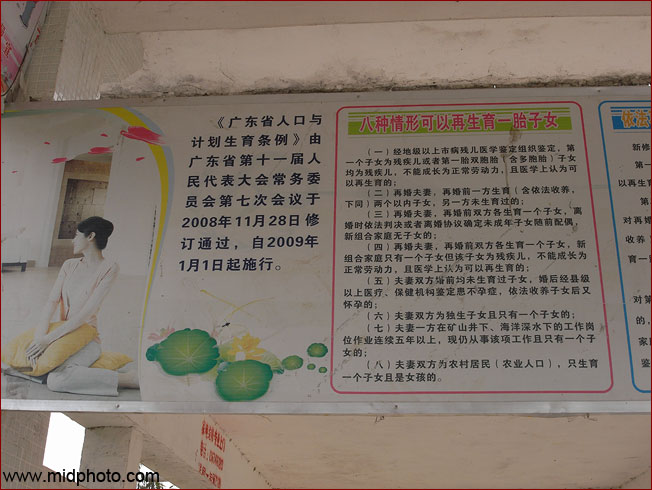 《广东省人口与
计划生育条例》由
广东省第十一届人
民代表大会常务委
员会第七次会议于
2008年11月28日修
订通过，自2009年
1月1日起施行。
八种情形可以再生育一胎子女
（一）经地级以上市病残儿医学鉴定组织鉴定，第
一个子女为残疾儿或者第一胎双胞胎（含多胞胎）子女
均为残疾儿，不能成长为正常劳动力，且医学上认为可
以再生育的；
（二）再婚夫妻，再婚前一方生育（含依法收养，
下同）两个以内子女，另一方未生育过的；
（三）再婚夫妻，再婚前双方各生育一个子女，离
婚时依法判决或者离婚协议确定未成年子女随前配偶，
新组合家庭无子女的；
（四）再婚夫妻，再婚前双方各生育一个子女，新
组合家庭只有一个子女但该子女为残疾儿，不能成长为
正常劳动力，且医学上认为可以再生育的；
（五）夫妻双方婚前均未生育过子女，婚后经县级
以上医疗、保健机构鉴定患不孕症，依法收养子女后又
怀孕的；
（六）夫妻双方为独生子女且只有一个子女的；
（七）夫妻一方在矿山井下、海洋深水下的工作岗
位作业连续五年以上，现仍从事该项工作且只有一个子
女的；
（八）夫妻双方为农村居民（农业人口），只生育
一个子女且是女孩的。
依法
新修
以再生
对再
收养
育一
对第
的，
家庭
鉴定
www.midphoto.com